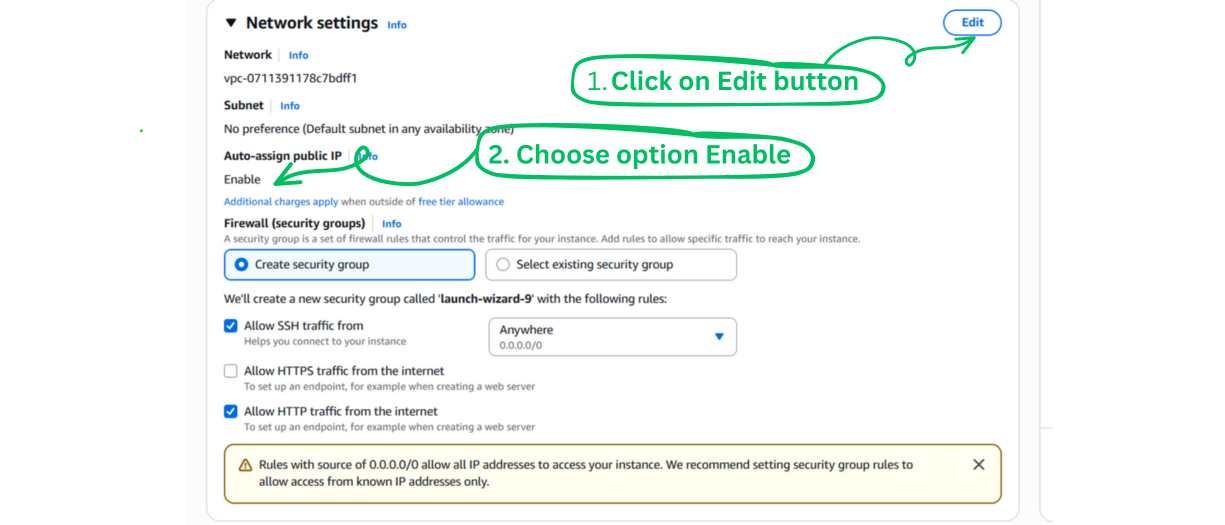 Network settings Info
Edit
Network Info
vpc-0711391178c7bdff1
1. Click on Edit button
Subnet Info
No preference (Default subnet in any availability zone)
Auto-assign public IP Info
2. Choose option Enable
Enable
Additional charges apply when outside of free tier allowance
Firewall (security groups) Info
A security group is a set of firewall rules that control the traffic for your instance. Add rules to allow specific traffic to reach your instance.
Create security group
Select existing security group
We'll create a new security group called 'launch-wizard-9' with the following rules:
Allow SSH traffic from
Helps you connect to your instance
Anywhere
0.0.0.0/0
Allow HTTPS traffic from the internet
To set up an endpoint, for example when creating a web server
Allow HTTP traffic from the internet
To set up an endpoint, for example when creating a web server
Rules with source of 0.0.0.0/0 allow all IP addresses to access your instance. We recommend setting security group rules to
allow access from known IP addresses only.